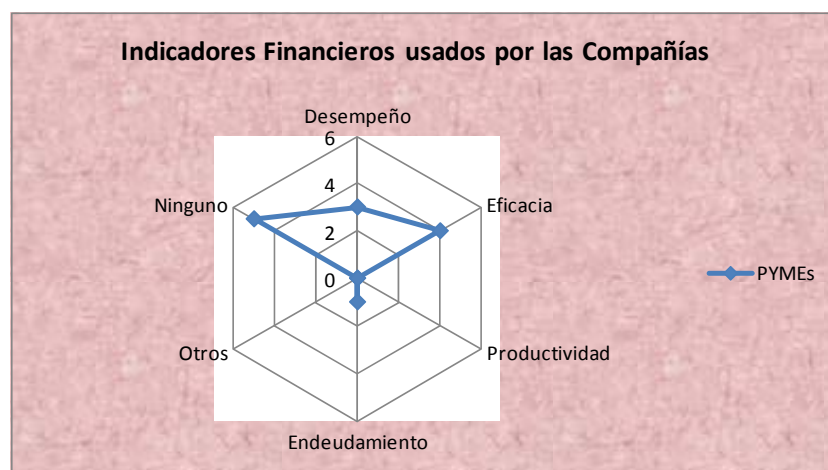 Indicadores Financieros usados por las Compañías
Desempeño
6
4
2
0
Ninguno
Eficacia
PYMEs
Otros
Productividad
Endeudamiento